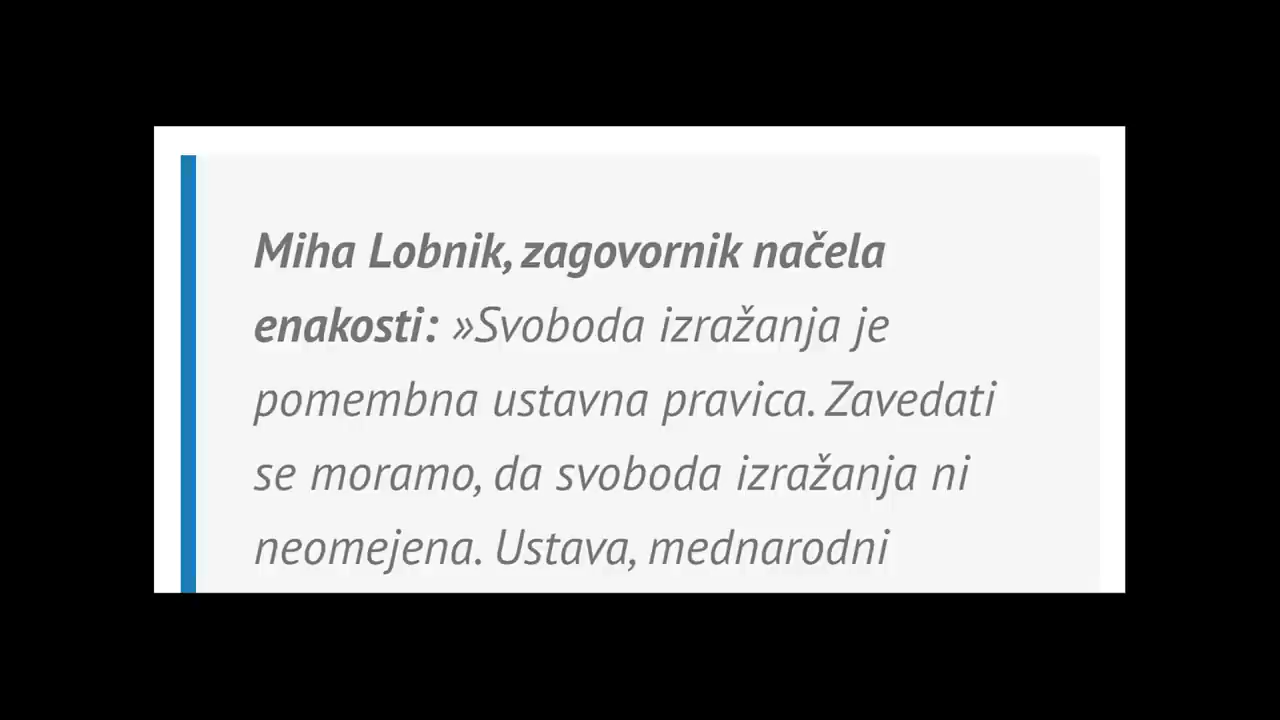 Miha Lobnik, zagovornik načela
enakosti: »Svoboda izražanja je
pomembna ustavna pravica. Zavedati
se moramo, da svoboda izražanja ni
neomejena. Ustava, mednarodni